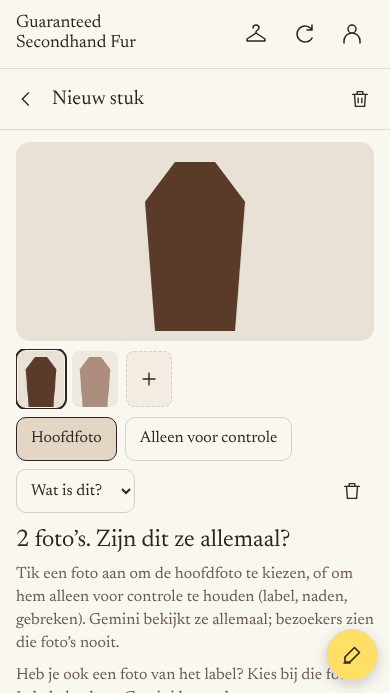 Guaranteed
Secondhand Fur
Nieuw stuk
Hoofdfoto
Alleen voor controle
Wat is dit?
2 foto’s. Zijn dit ze allemaal?
Tik een foto aan om de hoofdfoto te kiezen, of om
hem alleen voor controle te houden (label, naden,
gebreken). Gemini bekijkt ze allemaal; bezoekers zien
die foto’s nooit.
Heb je ook een foto van het label? Kies bij die